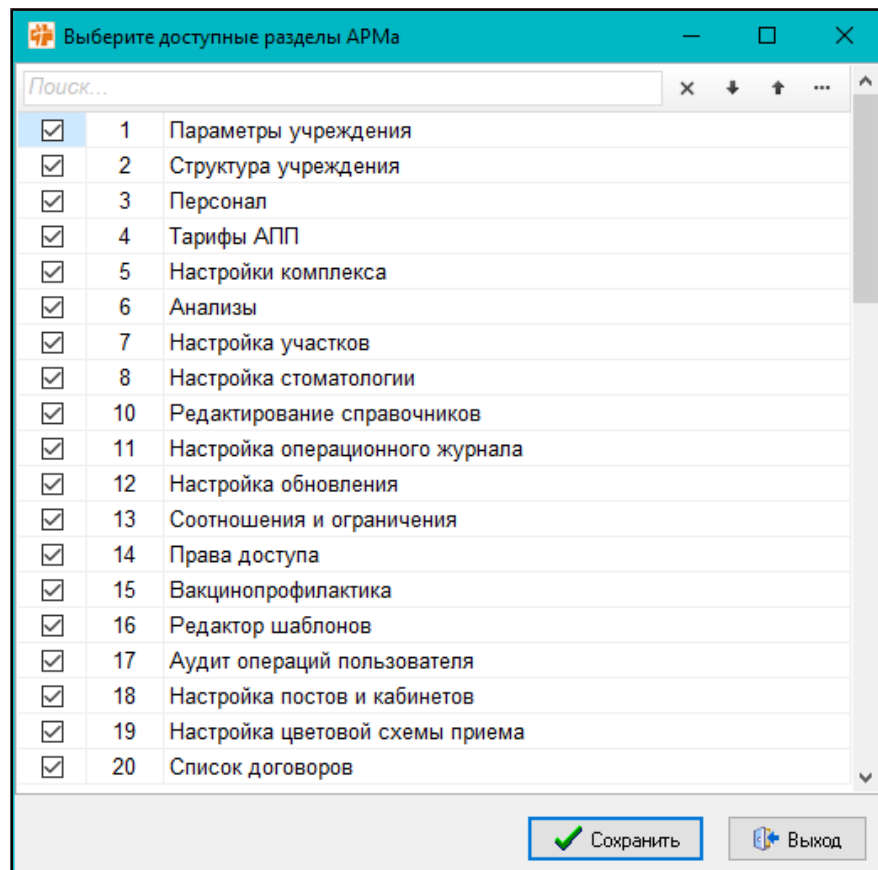 Выберите доступные разделы АРМа
Поиск...
1 Параметры учреждения
2 Структура учреждения
3 Персонал
4 Тарифы АПП
5 Настройки комплекса
6 Анализы
7 Настройка участков
8 Настройка стоматологии
10 Редактирование справочников
11 Настройка операционного журнала
12 Настройка обновления
13 Соотношения и ограничения
14 Права доступа
15 Вакцинопрофилактика
16 Редактор шаблонов
17 Аудит операций пользователя
18 Настройка постов и кабинетов
19 Настройка цветовой схемы приема
20 Список договоров
Сохранить Выход